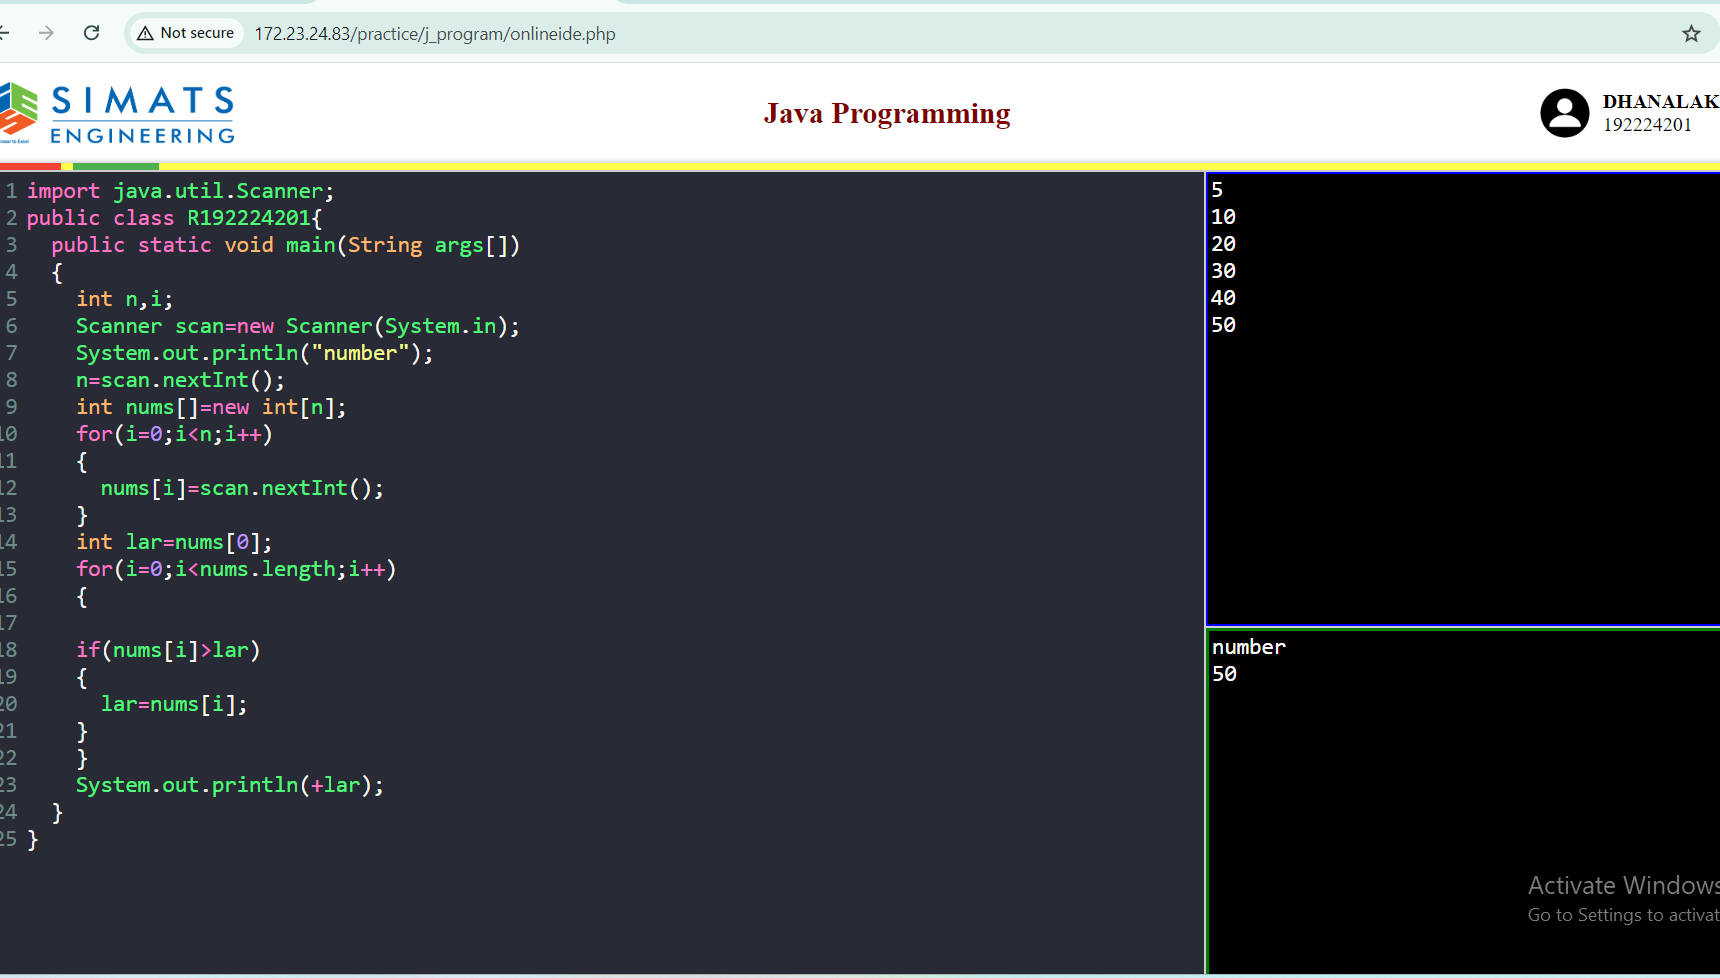 Not secure 172.23.24.83/practice/j_program/onlineide.php
SIMATS
ENGINEERING
Java Programming
DHANALAK
192224201
1 import java.util.Scanner;
2 public class R192224201{
3 public static void main(String args[])
4 {
5 int n,i;
6 Scanner scan=new Scanner(System.in);
7 System.out.println("number");
8 n=scan.nextInt();
9 int nums[]=new int[n];
10 for(i=0;i<n;i++)
11 {
12 nums[i]=scan.nextInt();
13 }
14 int lar=nums[0];
15 for(i=0;i<nums.length;i++)
16 {
17
18 if(nums[i]>lar)
19 {
20 lar=nums[i];
21 }
22 }
23 System.out.println(+lar);
24 }
25 }
5
10
20
30
40
50
number
50
Activate Windows
Go to Settings to activat